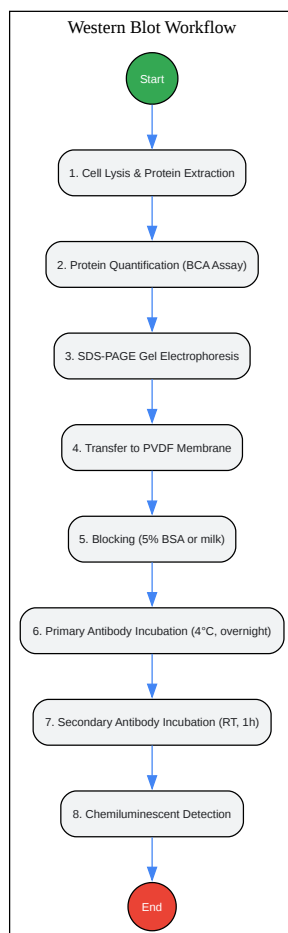 Western Blot Workflow
Start
1. Cell Lysis & Protein Extraction
2. Protein Quantification (BCA Assay)
3. SDS-PAGE Gel Electrophoresis
4. Transfer to PVDF Membrane
5. Blocking (5% BSA or milk)
6. Primary Antibody Incubation (4°C, overnight)
7. Secondary Antibody Incubation (RT, 1h)
8. Chemiluminescent Detection
End